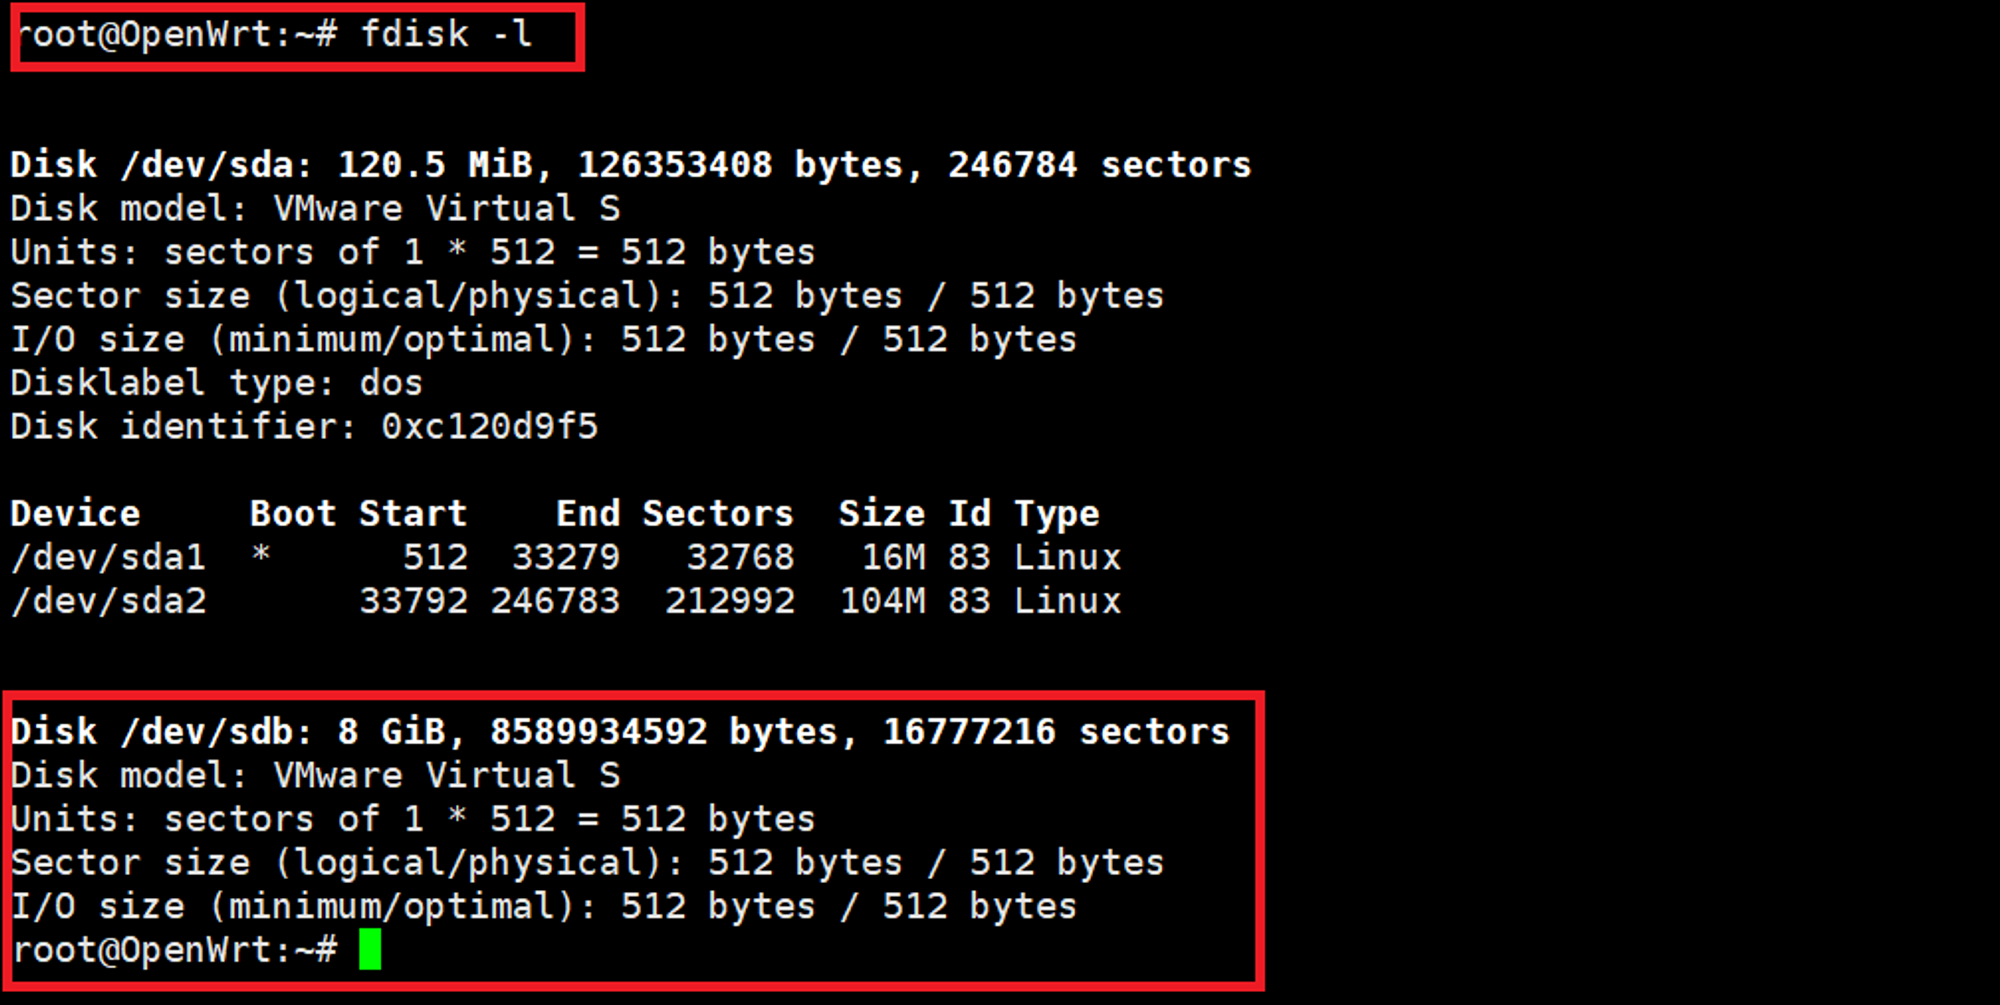 root@OpenWrt:~# fdisk -l
Disk /dev/sda: 120.5 MiB, 126353408 bytes, 246784 sectors
Disk model: VMware Virtual S
Units: sectors of 1 * 512 = 512 bytes
Sector size (logical/physical): 512 bytes / 512 bytes
I/O size (minimum/optimal): 512 bytes / 512 bytes
Disklabel type: dos
Disk identifier: 0xc120d9f5
Device     Boot Start    End Sectors  Size Id Type
/dev/sda1  *      512  33279   32768   16M 83 Linux
/dev/sda2       33792 246783  212992  104M 83 Linux
Disk /dev/sdb: 8 GiB, 8589934592 bytes, 16777216 sectors
Disk model: VMware Virtual S
Units: sectors of 1 * 512 = 512 bytes
Sector size (logical/physical): 512 bytes / 512 bytes
I/O size (minimum/optimal): 512 bytes / 512 bytes
root@OpenWrt:~#